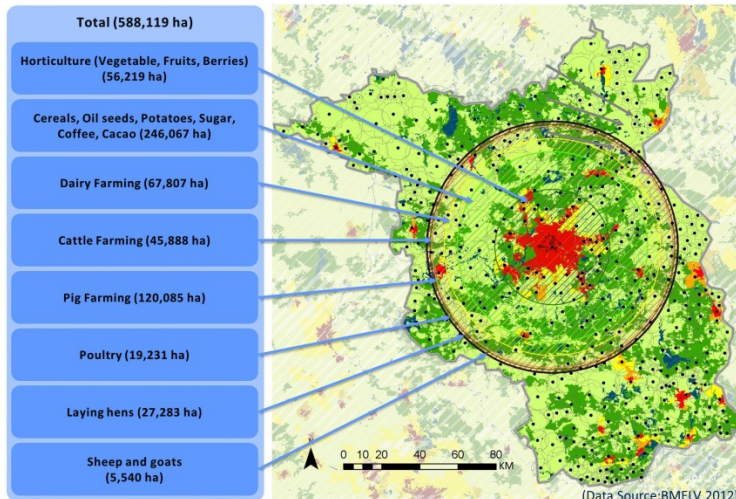 Total (588,119 ha)
Horticulture (Vegetable, Fruits, Berries)
(56,219 ha)
Cereals, Oil seeds, Potatoes, Sugar,
Coffee, Cacao (246,067 ha)
Dairy Farming (67,807 ha)
Cattle Farming (45,888 ha)
Pig Farming (120,085 ha)
Poultry (19,231 ha)
Laying hens (27,283 ha)
Sheep and goats
(5,540 ha)
0 10 20 40 60 80
KM
(Data Source:BMELV 2012)